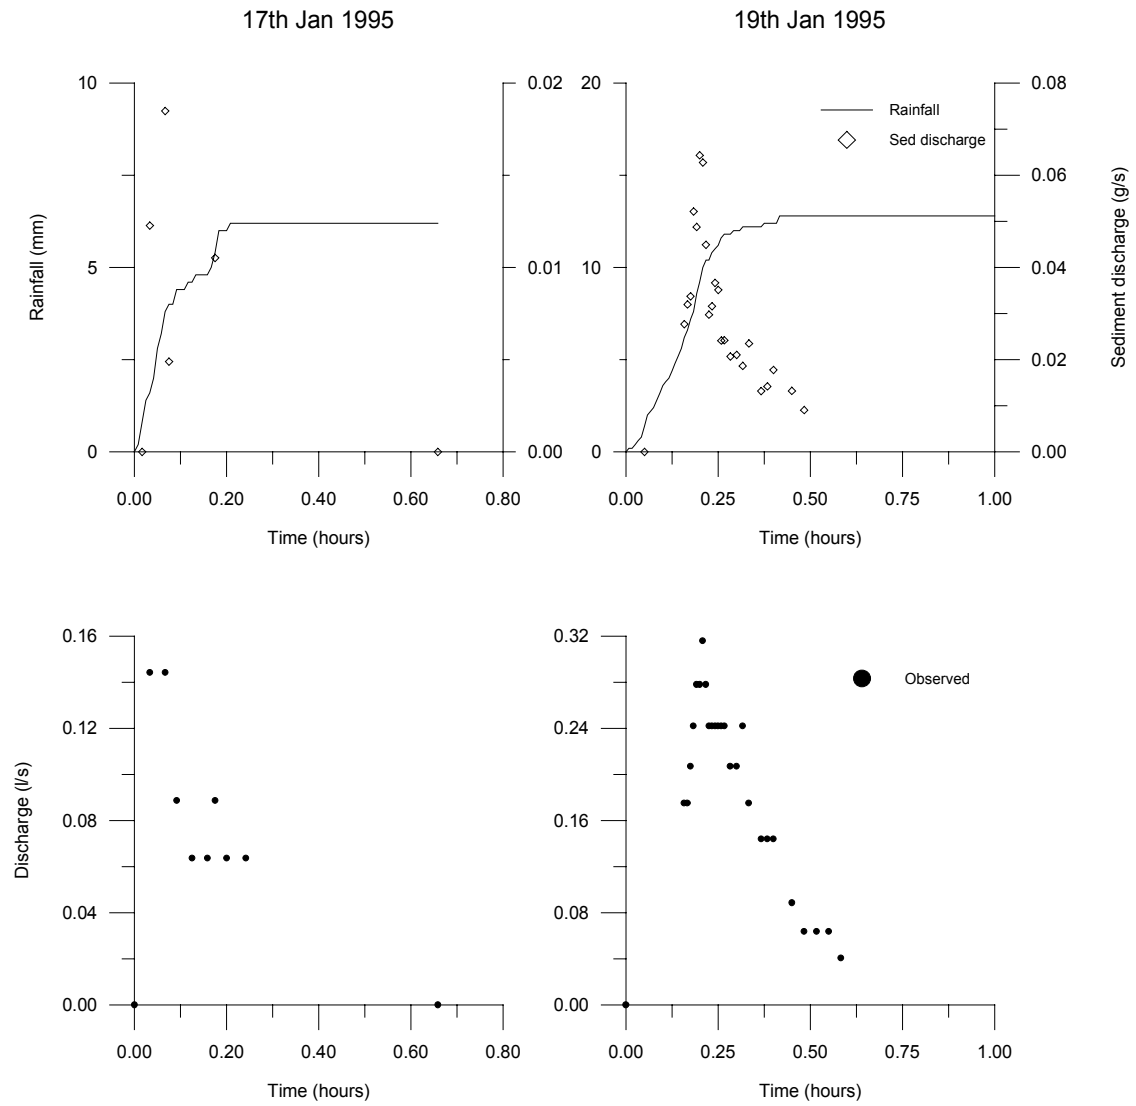 17th Jan 1995
19th Jan 1995
10
5
0
Rainfall (mm)
0.02
0.01
0.00
0.00 0.20 0.40 0.60 0.80
Time (hours)
20
10
0
Rainfall
Sed discharge
0.08
0.06
0.04
0.02
0.00
Sediment discharge (g/s)
0.00 0.25 0.50 0.75 1.00
Time (hours)
0.16
0.12
0.08
0.04
0.00
Discharge (l/s)
0.00 0.20 0.40 0.60 0.80
Time (hours)
0.32
0.24
0.16
0.08
0.00
Observed
0.00 0.25 0.50 0.75 1.00
Time (hours)